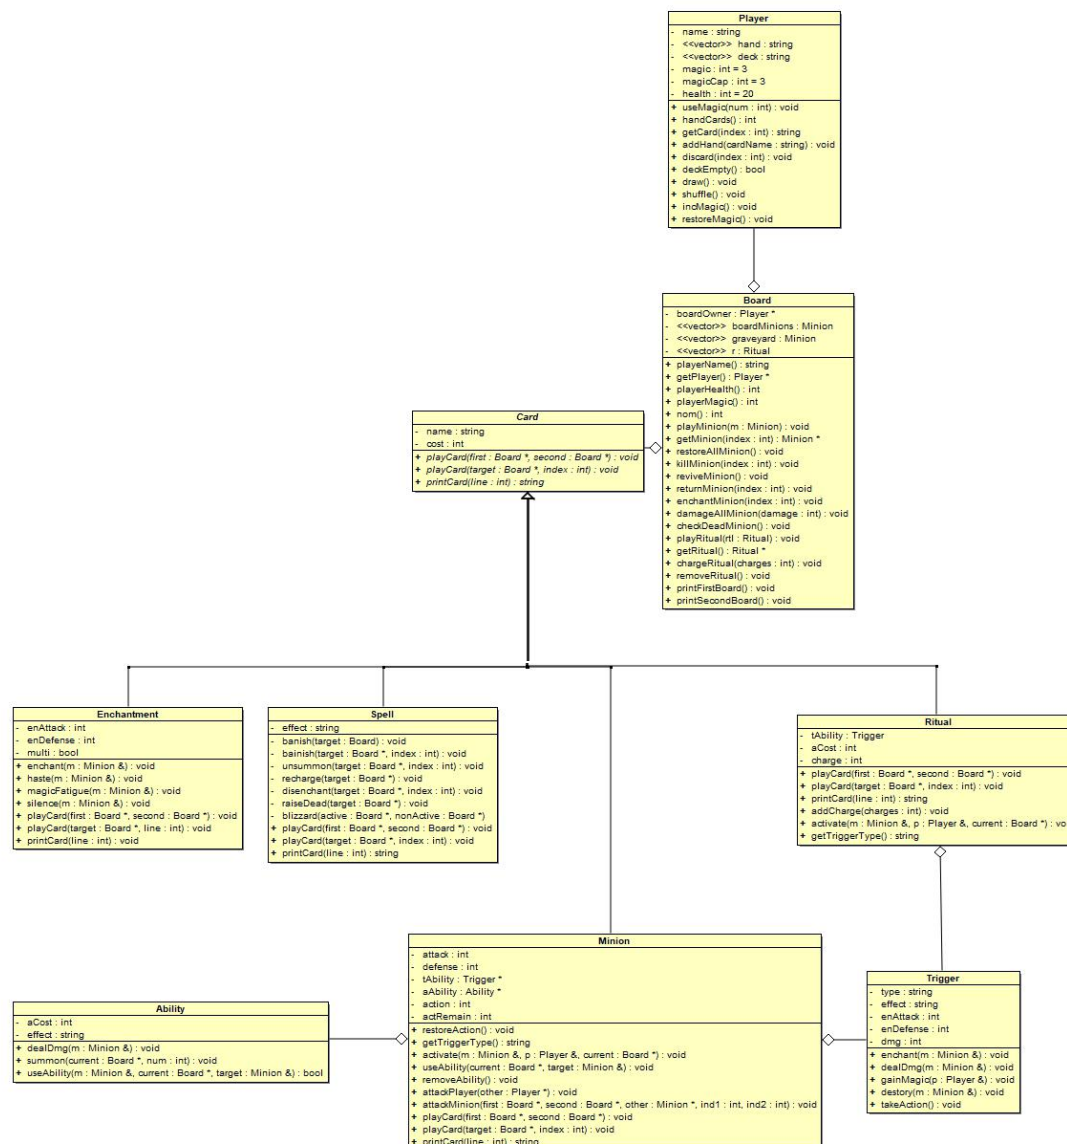 Player
- name : string
- <<vector>> hand : string
- <<vector>> deck : string
- magic : int = 3
- magicCap : int = 3
- health : int = 20
+ useMagic(num : int) : void
+ handCards() : int
+ getCard(index : int) : string
+ addHand(cardName : string) : void
+ discard(index : int) : void
+ deckEmpty() : bool
+ draw() : void
+ shuffle() : void
+ incMagic() : void
+ restoreMagic() : void
Board
- boardOwner : Player *
- <<vector>> boardMinions : Minion
- <<vector>> graveyard : Minion
- <<vector>> r : Ritual
+ playerName() : string
+ getPlayer() : Player *
+ playerHealth() : int
+ playerMagic() : int
+ nom() : int
+ playMinion(m : Minion) : void
+ getMinion(index : int) : Minion *
+ restoreAllMinion() : void
+ killMinion(index : int) : void
+ reviveMinion() : void
+ returnMinion(index : int) : void
+ enchantMinion(index : int) : void
+ damageAllMinion(damage : int) : void
+ checkDeadMinion() : void
+ playRitual(rtl : Ritual) : void
+ getRitual() : Ritual *
+ chargeRitual(charges : int) : void
+ removeRitual() : void
+ printFirstBoard() : void
+ printSecondBoard() : void
Card
- name : string
- cost : int
+ playCard(first : Board *, second : Board *) : void
+ playCard(target : Board *, index : int) : void
+ printCard(line : int) : string
Enchantment
- enAttack : int
- enDefense : int
- multi : bool
+ enchant(m : Minion &) : void
+ haste(m : Minion &) : void
+ magicFatigue(m : Minion &) : void
+ silence(m : Minion &) : void
+ playCard(first : Board *, second : Board *) : void
+ playCard(target : Board *, line : int) : void
+ printCard(line : int) : void
Spell
- effect : string
- banish(target : Board) : void
- bainish(target : Board *, index : int) : void
- unsummon(target : Board *, index : int) : void
- recharge(target : Board *) : void
- disenchant(target : Board *, index : int) : void
- raiseDead(target : Board *) : void
- blizzard(active : Board *, nonActive : Board *)
+ playCard(first : Board *, second : Board *) : void
+ playCard(target : Board *, index : int) : void
+ printCard(line : int) : string
Ritual
- tAbility : Trigger
- aCost : int
- charge : int
+ playCard(first : Board *, second : Board *) : void
+ playCard(target : Board *, index : int) : void
+ printCard(line : int) : string
+ addCharge(charges : int) : void
+ activate(m : Minion &, p : Player &, current : Board *) : vo
+ getTriggerType() : string
Minion
- attack : int
- defense : int
- tAbility : Trigger *
- aAbility : Ability *
- action : int
- actRemain : int
+ restoreAction() : void
+ getTriggerType() : string
+ activate(m : Minion &, p : Player &, current : Board *) : void
+ useAbility(current : Board *, target : Minion &) : void
+ removeAbility() : void
+ attackPlayer(other : Player *) : void
+ attackMinion(first : Board *, second : Board *, other : Minion *, ind1 : int, ind2 : int) : void
+ playCard(first : Board *, second : Board *) : void
+ playCard(target : Board *, index : int) : void
+ printCard(line : int) : string
Ability
- aCost : int
- effect : string
+ dealDmg(m : Minion &) : void
+ summon(current : Board *, num : int) : void
+ useAbility(m : Minion &, current : Board *, target : Minion &) : bool
Trigger
- type : string
- effect : string
- enAttack : int
- enDefense : int
- dmg : int
+ enchant(m : Minion &) : void
+ dealDmg(m : Minion &) : void
+ gainMagic(p : Player &) : void
+ destory(m : Minion &) : void
+ takeAction() : void